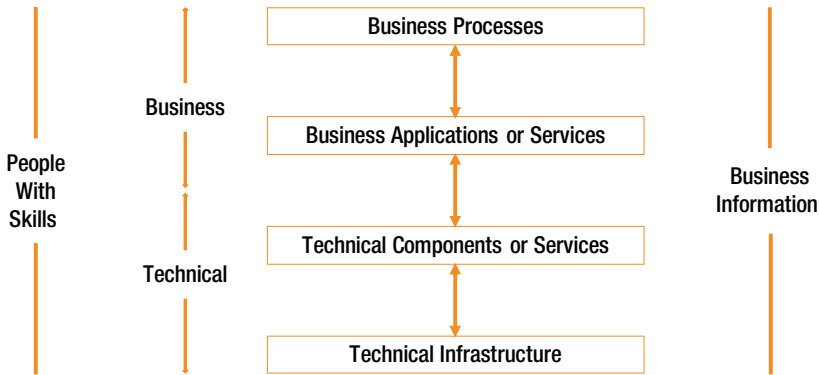 Business Processes
Business
Business Applications or Services
People
With
Skills
Business
Information
Technical Components or Services
Technical
Technical Infrastructure